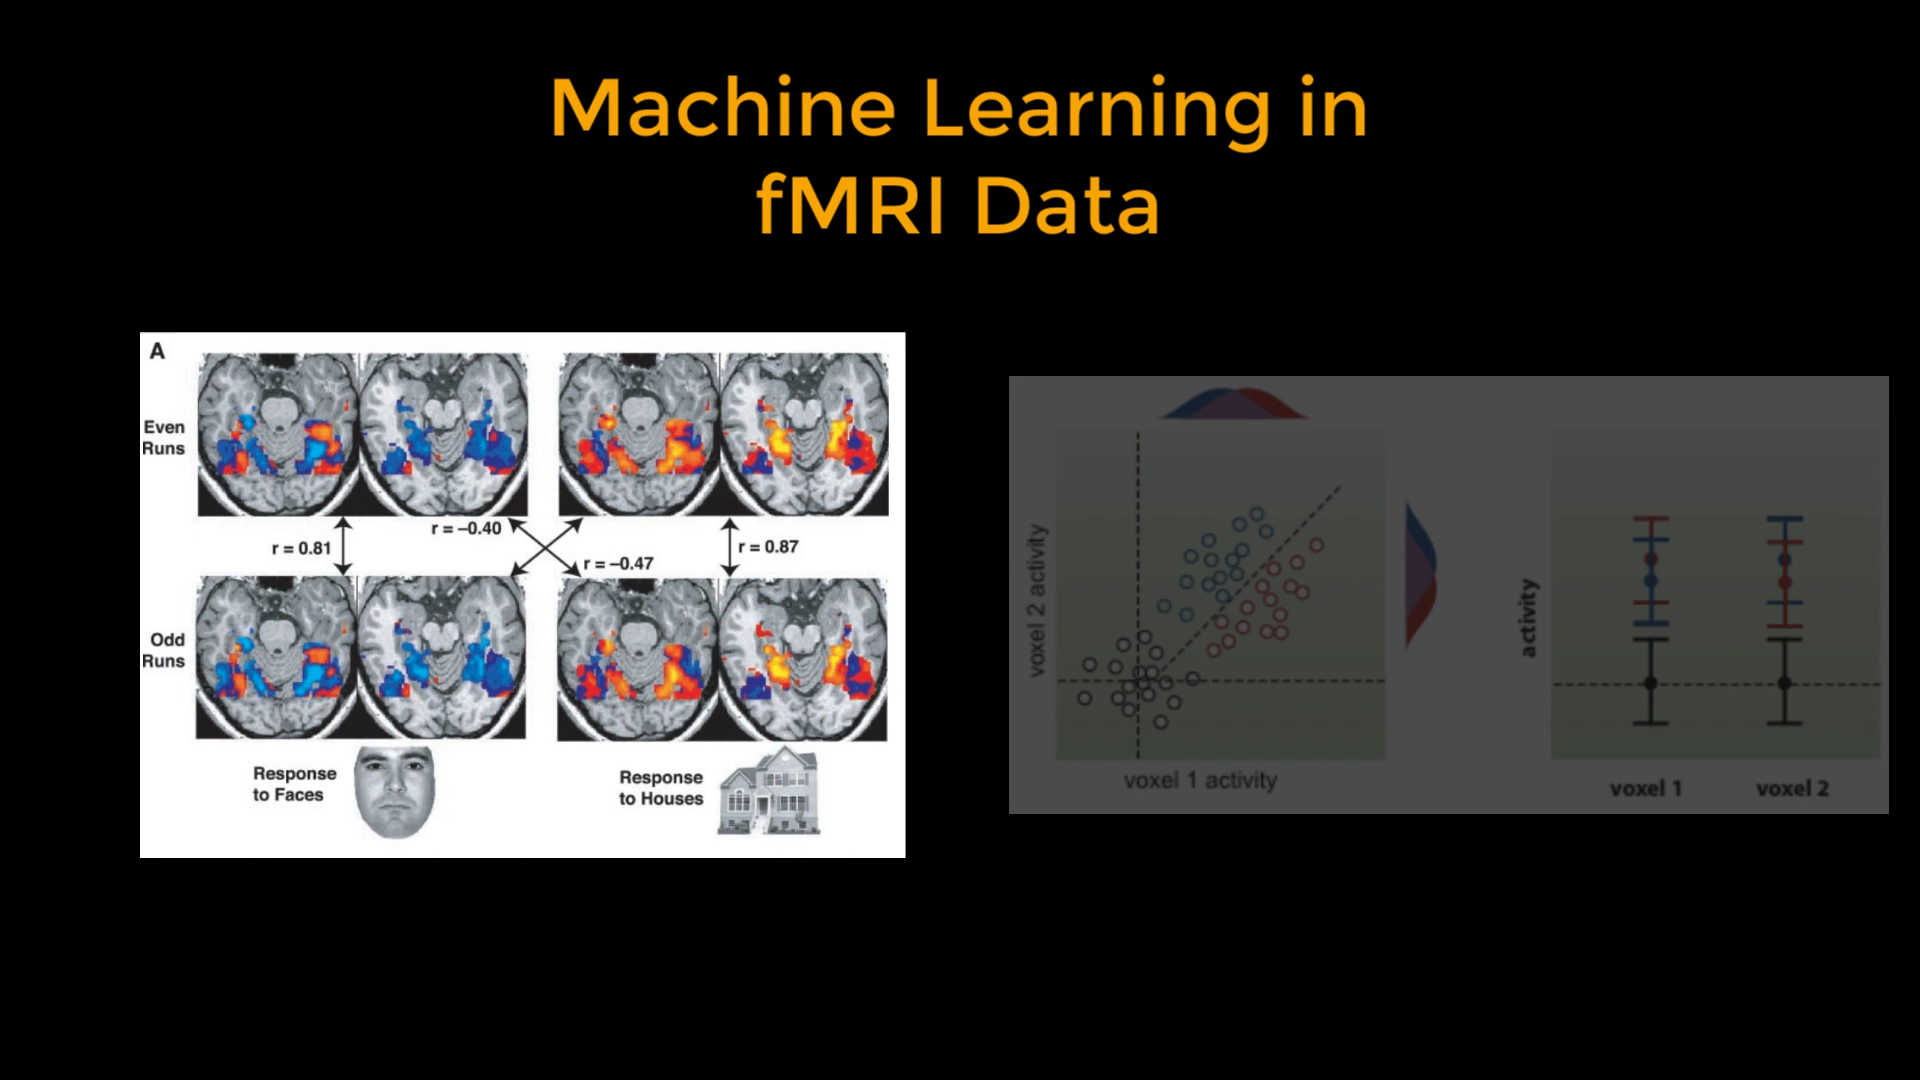 Machine Learning in
fMRI Data
A
Even
Runs
r = 0.81
r = –0.40
r = –0.47
r = 0.87
Odd
Runs
Response
to Faces
Response
to Houses
voxel 2 activity
voxel 1 activity
activity
voxel 1
voxel 2